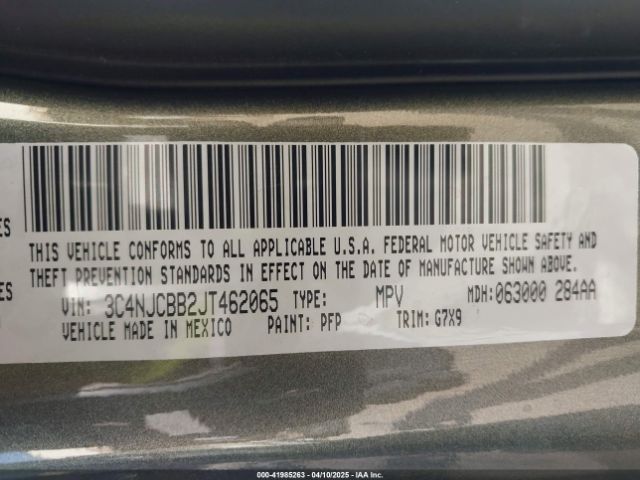 ES
THIS VEHICLE CONFORMS TO ALL APPLICABLE U.S.A. FEDERAL MOTOR VEHICLE SAFETY AND
THEFT PREVENTION STANDARDS IN EFFECT ON THE DATE OF MANUFACTURE SHOWN ABOVE.
ES
VIN: 3C4NJCBB2JT462065 TYPE: MPV MDH:063000 284AA
VEHICLE MADE IN MEXICO PAINT: PFP TRIM: G7X9
000-41985263 - 04/10/2025 - IAA Inc.